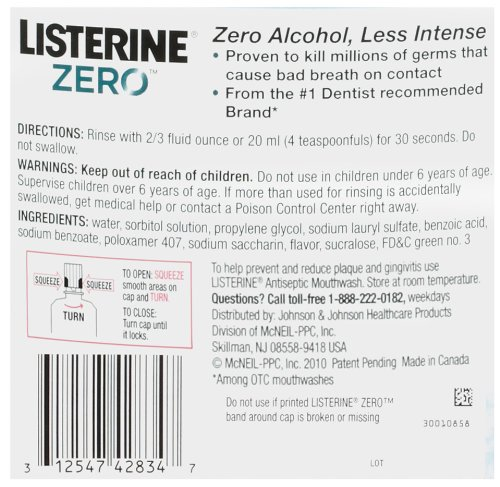 LISTERINE®
ZERO™
Zero Alcohol, Less Intense
• Proven to kill millions of germs that
cause bad breath on contact
• From the #1 Dentist recommended
Brand*
DIRECTIONS: Rinse with 2/3 fluid ounce or 20 ml (4 teaspoonfuls) for 30 seconds. Do
not swallow.
WARNINGS: Keep out of reach of children. Do not use in children under 6 years of age.
Supervise children over 6 years of age. If more than used for rinsing is accidentally
swallowed, get medical help or contact a Poison Control Center right away.
INGREDIENTS: water, sorbitol solution, propylene glycol, sodium lauryl sulfate, benzoic acid,
sodium benzoate, poloxamer 407, sodium saccharin, flavor, sucralose, FD&C green no. 3
SQUEEZE
SQUEEZE
TURN
TO OPEN: SQUEEZE
smooth areas on
cap and TURN.
TO CLOSE:
Turn cap until
it locks.
To help prevent and reduce plaque and gingivitis use
LISTERINE® Antiseptic Mouthwash. Store at room temperature.
Questions? Call toll-free 1-888-222-0182, weekdays
Distributed by: Johnson & Johnson Healthcare Products
Division of McNEIL-PPC, Inc.
Skillman, NJ 08558-9418 USA
© McNEIL-PPC, Inc. 2010 Patent Pending Made in Canada
*Among OTC mouthwashes
Do not use if printed LISTERINE® ZERO™
band around cap is broken or missing
30010858
3 12547 42834 7
LOT